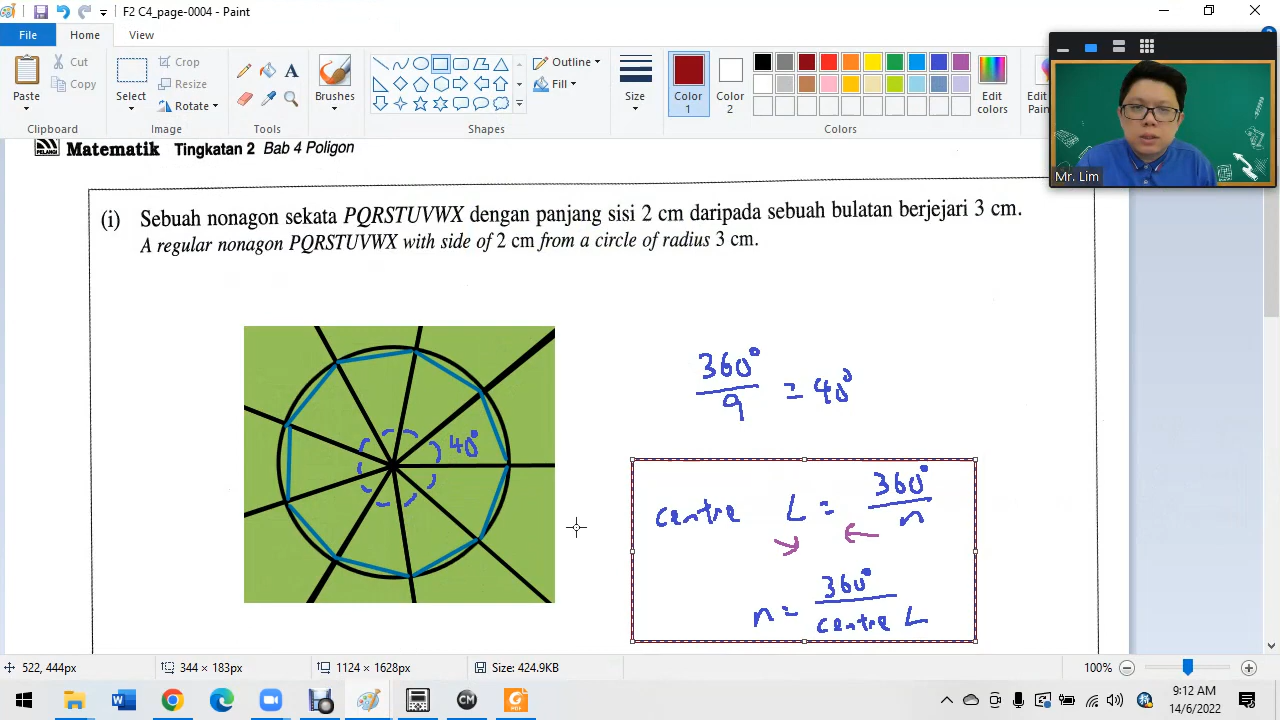 F2 C4_page-0004 - Paint
File Home View
Paste Cut Copy Clipboard
Select Crop Resize Rotate Image
Tools
Brushes
Outline Fill Shapes
Size
Color 1 Color 2 Edit colors Colors
Edit Pain
Mr. Lim
PELANGI Matematik Tingkatan 2 Bab 4 Poligon
(i) Sebuah nonagon sekata PQRSTUVWX dengan panjang sisi 2 cm daripada sebuah bulatan berjejari 3 cm.
A regular nonagon PQRSTUVWX with side of 2 cm from a circle of radius 3 cm.
40°
360°
9
= 40°
centre L = 360°
n
n = 360°
centre L
522, 444px 344 × 183px 1124 × 1628px Size: 424.9KB 100%
9:12 AM
14/6/2022